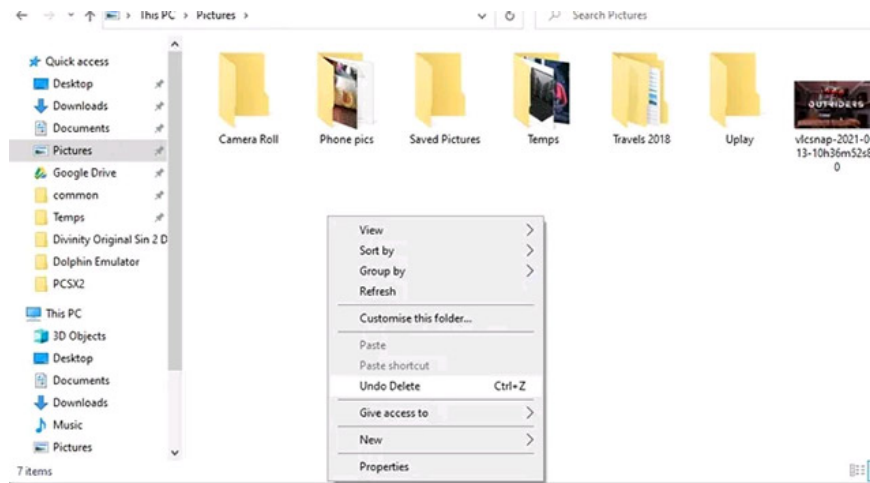 This PC > Pictures >
Search Pictures
Quick access
Desktop
Downloads
Documents
Pictures
Google Drive
common
Temps
Divinity Original Sin 2 D
Dolphin Emulator
PCSX2
This PC
3D Objects
Desktop
Documents
Downloads
Music
Pictures
7 items
Camera Roll
Phone pics
Saved Pictures
Temps
Travels 2018
Uplay
OUTRIDERS
vlcsnap-2021-0
13-10h36m52s8
0
View
Sort by
Group by
Refresh
Customise this folder...
Paste
Paste shortcut
Undo Delete Ctrl+Z
Give access to
New
Properties